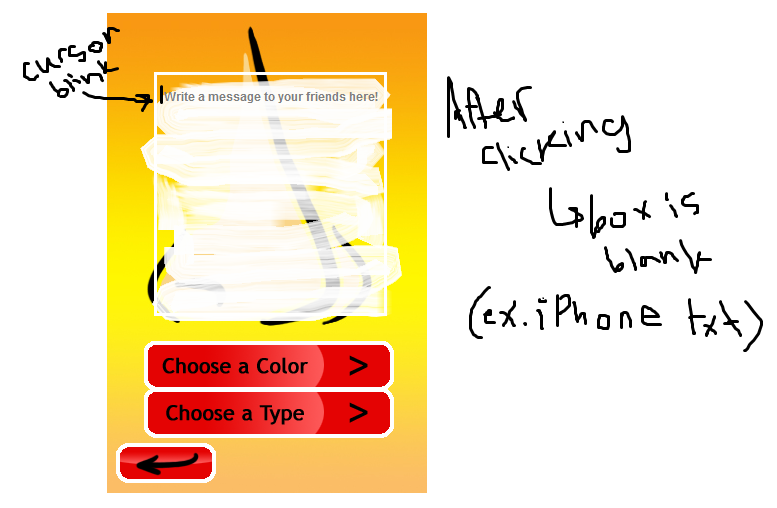 cursor
blink
Write a message to your friends here!
After
clicking
box is
blank
(ex. iPhone txt)
Choose a Color >
Choose a Type >